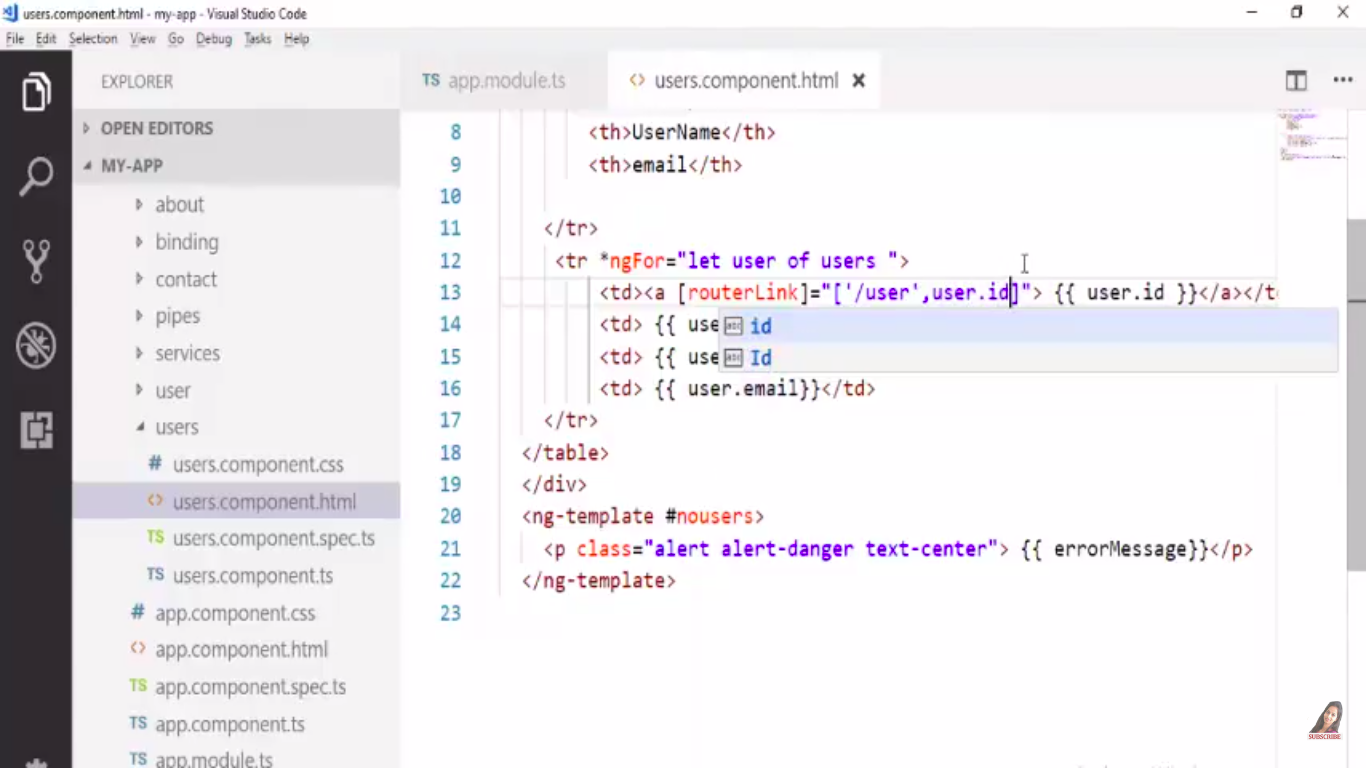 users.component.html - my-app - Visual Studio Code
File Edit Selection View Go Debug Tasks Help
EXPLORER
TS app.module.ts
<> users.component.html
OPEN EDITORS
MY-APP
about
binding
contact
pipes
services
user
users
# users.component.css
<> users.component.html
TS users.component.spec.ts
TS users.component.ts
# app.component.css
<> app.component.html
TS app.component.spec.ts
TS app.component.ts
TS app.module.ts
8 <th>UserName</th>
9 <th>email</th>
10
11 </tr>
12 <tr *ngFor="let user of users ">
13 <td><a [routerLink]="['/user',user.id]"> {{ user.id }}</a></t
14 <td> {{ use
id
15 <td> {{ use
Id
16 <td> {{ user.email}}</td>
17 </tr>
18 </table>
19 </div>
20 <ng-template #nousers>
21 <p class="alert alert-danger text-center"> {{ errorMessage}}</p>
22 </ng-template>
23
SUBSCRIBE